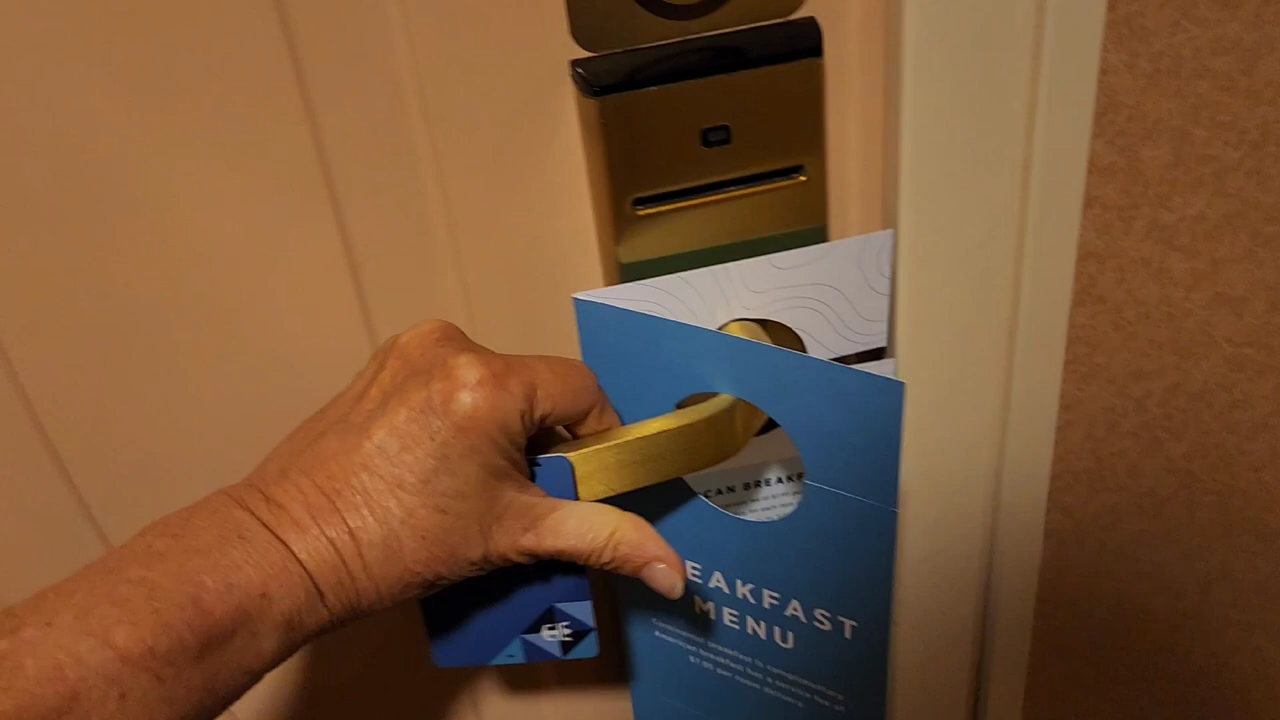 CAN BREAKF
EAKFAST
MENU
Continental breakfast is complimentary
American breakfast has a service fee of
$7.95 per room delivery.